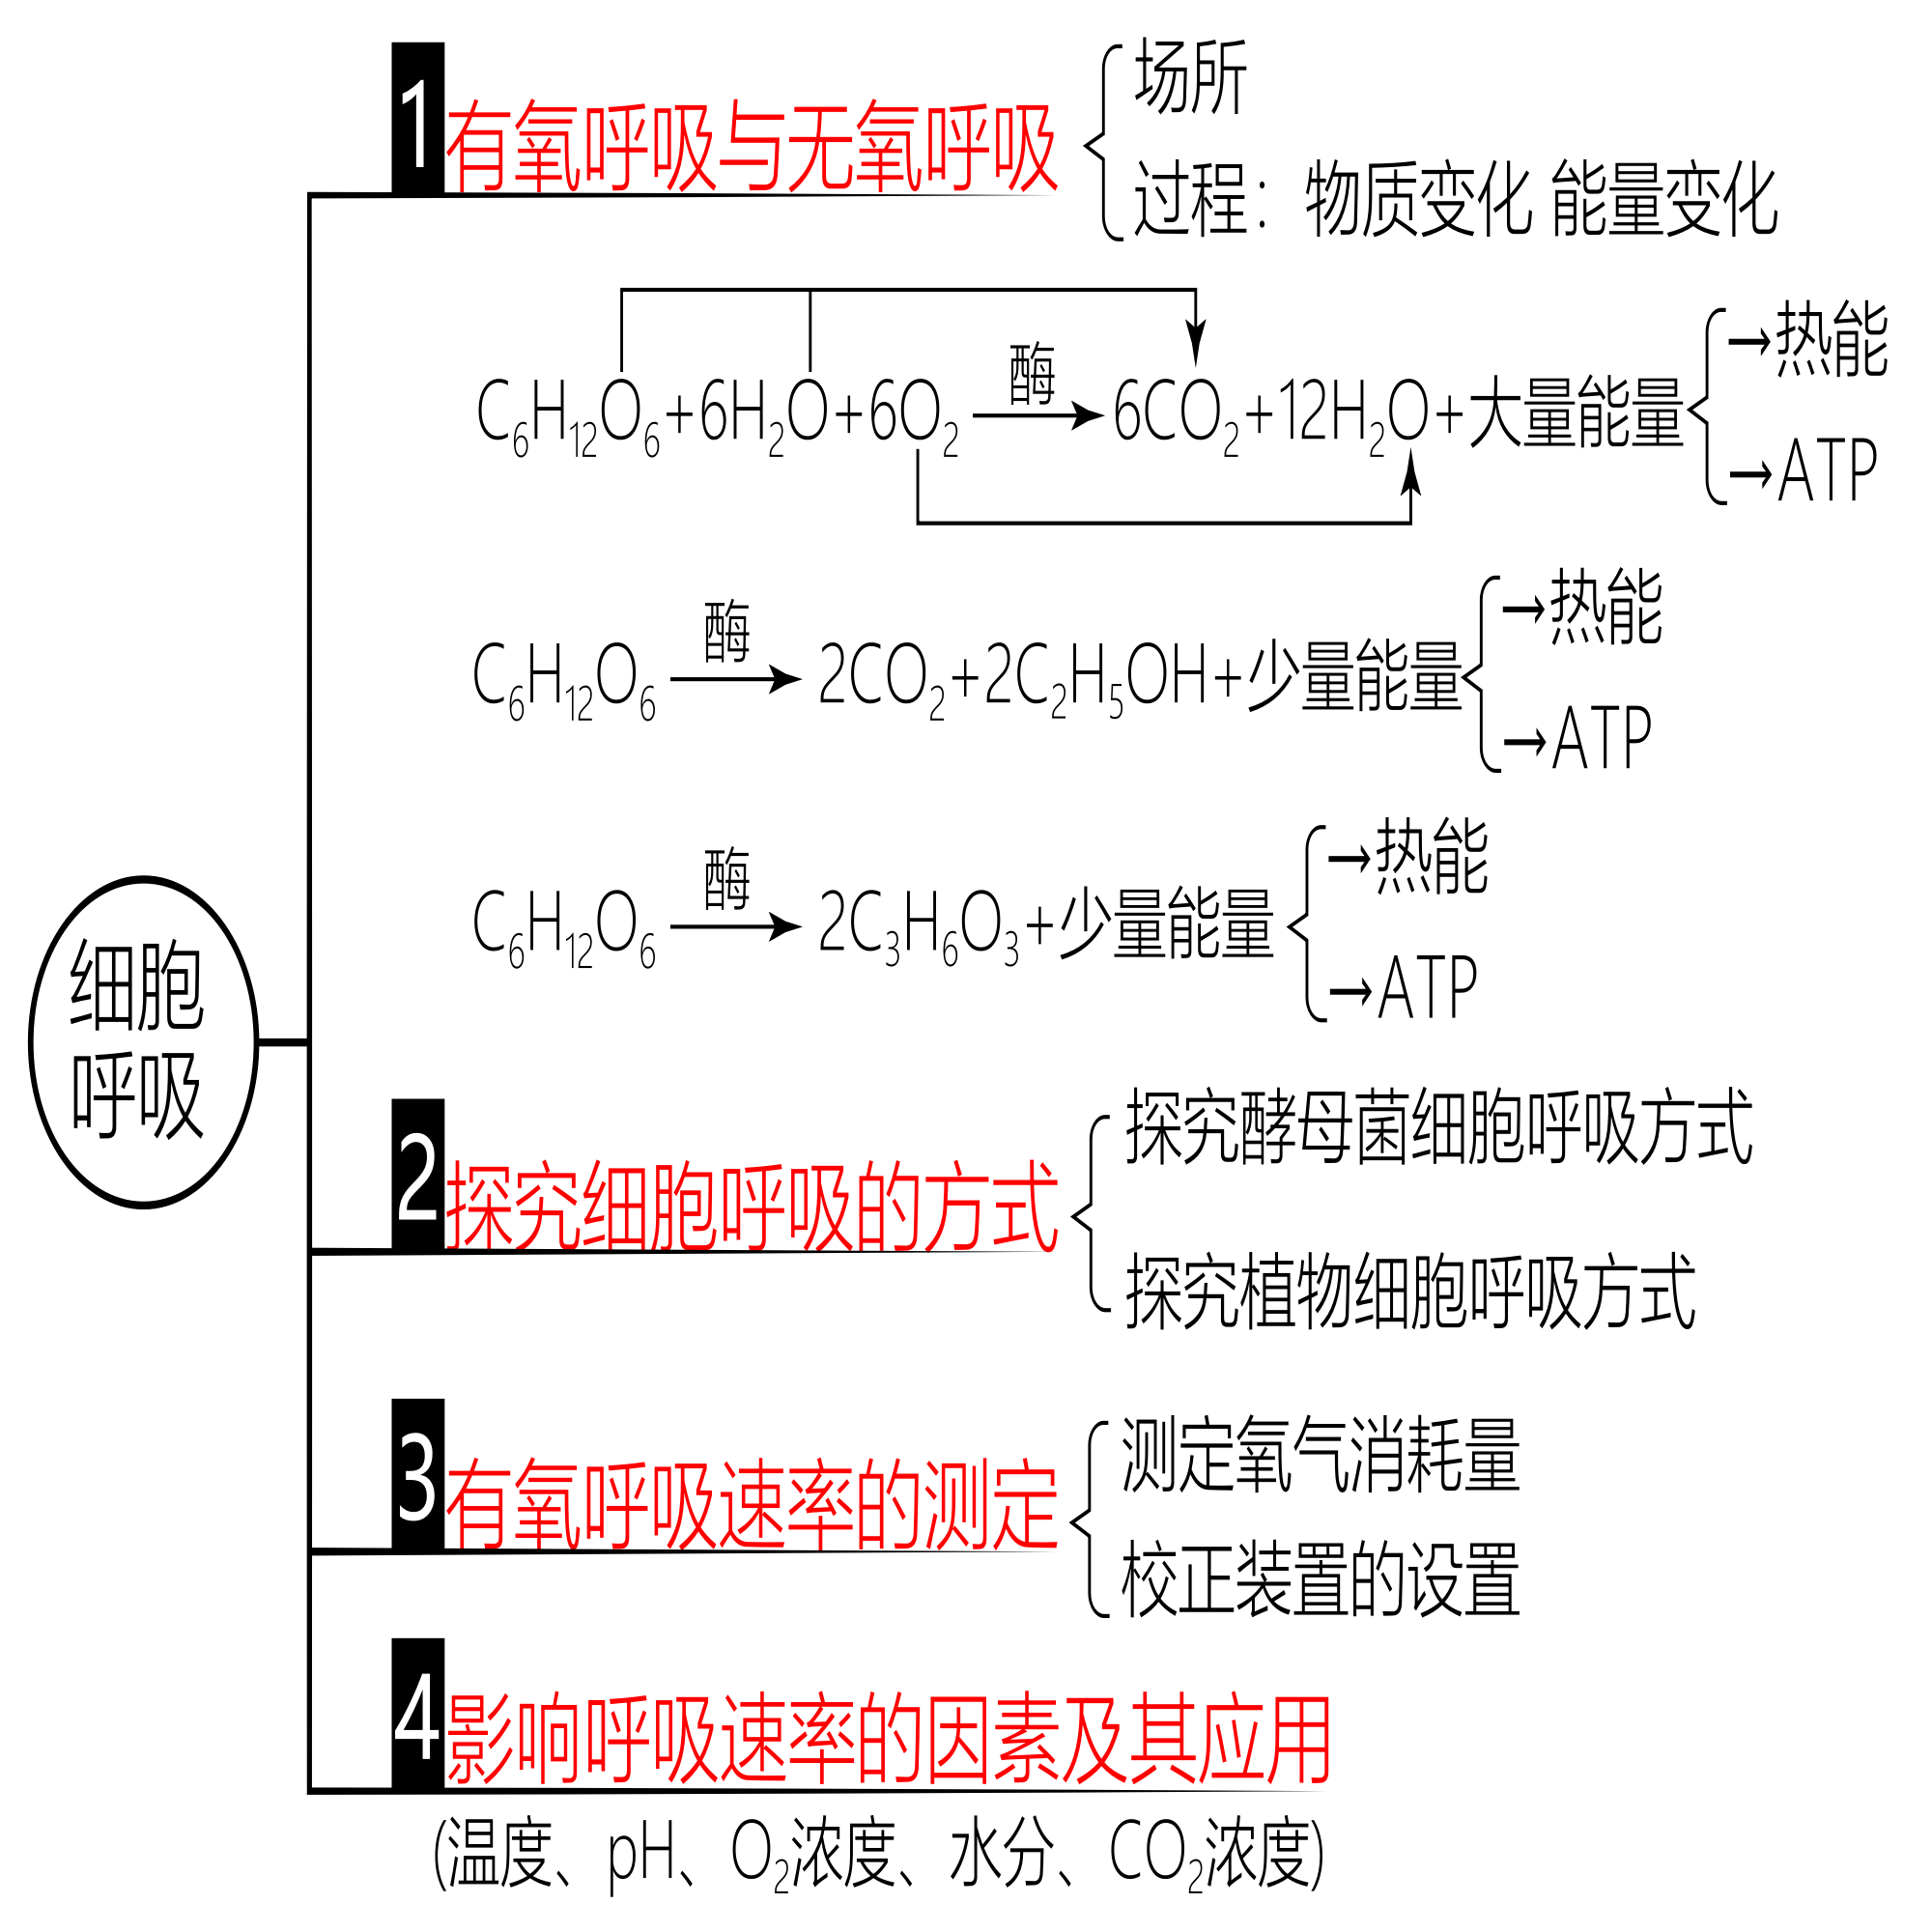 细胞
呼吸
1 有氧呼吸与无氧呼吸
场所
过程：物质变化 能量变化
C₆H₁₂O₆+6H₂O+6O₂ 酶→ 6CO₂+12H₂O+大量能量
→热能
→ATP
C₆H₁₂O₆ 酶→ 2CO₂+2C₂H₅OH+少量能量
→热能
→ATP
C₆H₁₂O₆ 酶→ 2C₃H₆O₃+少量能量
→热能
→ATP
2 探究细胞呼吸的方式
探究酵母菌细胞呼吸方式
探究植物细胞呼吸方式
3 有氧呼吸速率的测定
测定氧气消耗量
校正装置的设置
4 影响呼吸速率的因素及其应用
(温度、pH、O₂浓度、水分、CO₂浓度)